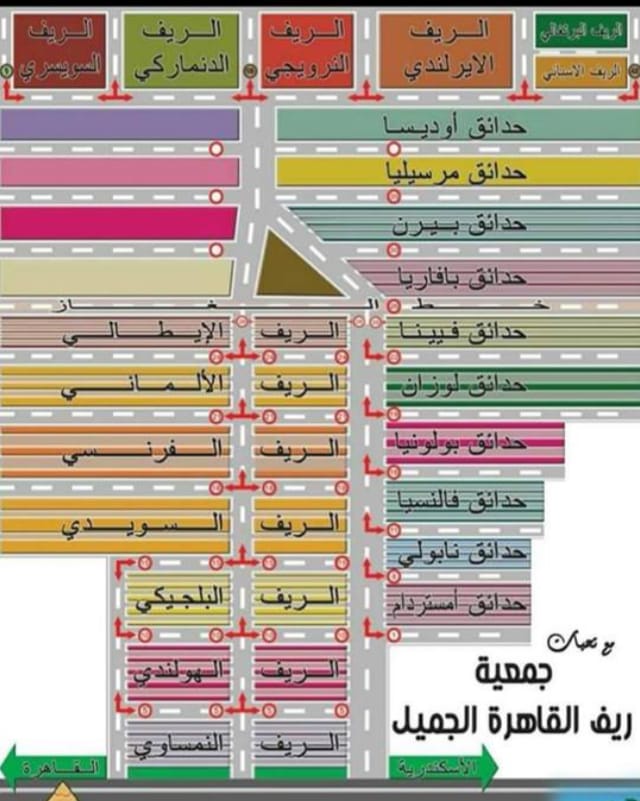 الريف السويسري
الريف الدنماركي
الريف النرويجي
الريف الايرلندي
الريف البرتغالي
الريف الاسباني
حدائق أوديسا
حدائق مرسيليا
حدائق بيرن
حدائق بافاريا
خط الغاز
حدائق فيينا
الريف الإيطالي
حدائق لوزان
الريف الألماني
حدائق بولونيا
الريف الفرنسي
حدائق فالنسيا
الريف السويدي
حدائق نابولي
حدائق أمستردام
الريف البلجيكي
مع تحيات
جمعية
ريف القاهرة الجميل
الريف الهولندي
الريف النمساوي
الأسكندرية
القاهرة